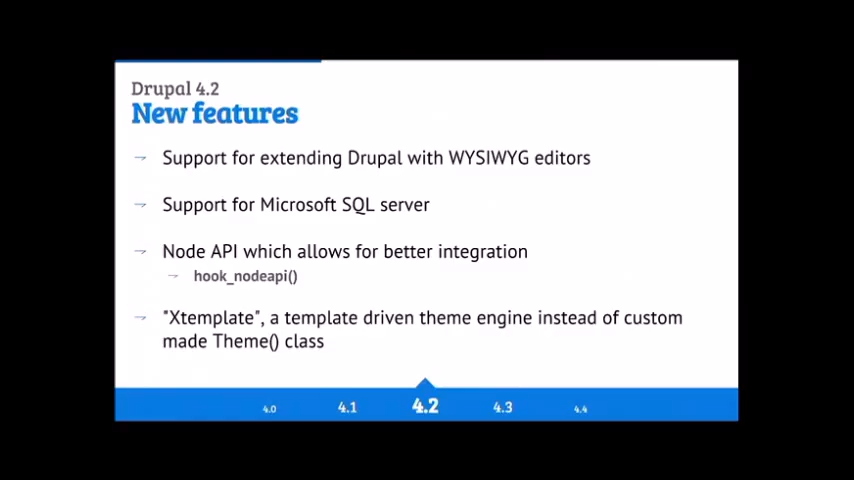 Drupal 4.2
New features
→ Support for extending Drupal with WYSIWYG editors
→ Support for Microsoft SQL server
→ Node API which allows for better integration
→ hook_nodeapi()
→ "Xtemplate", a template driven theme engine instead of custom
made Theme() class
4.0 4.1 4.2 4.3 4.4